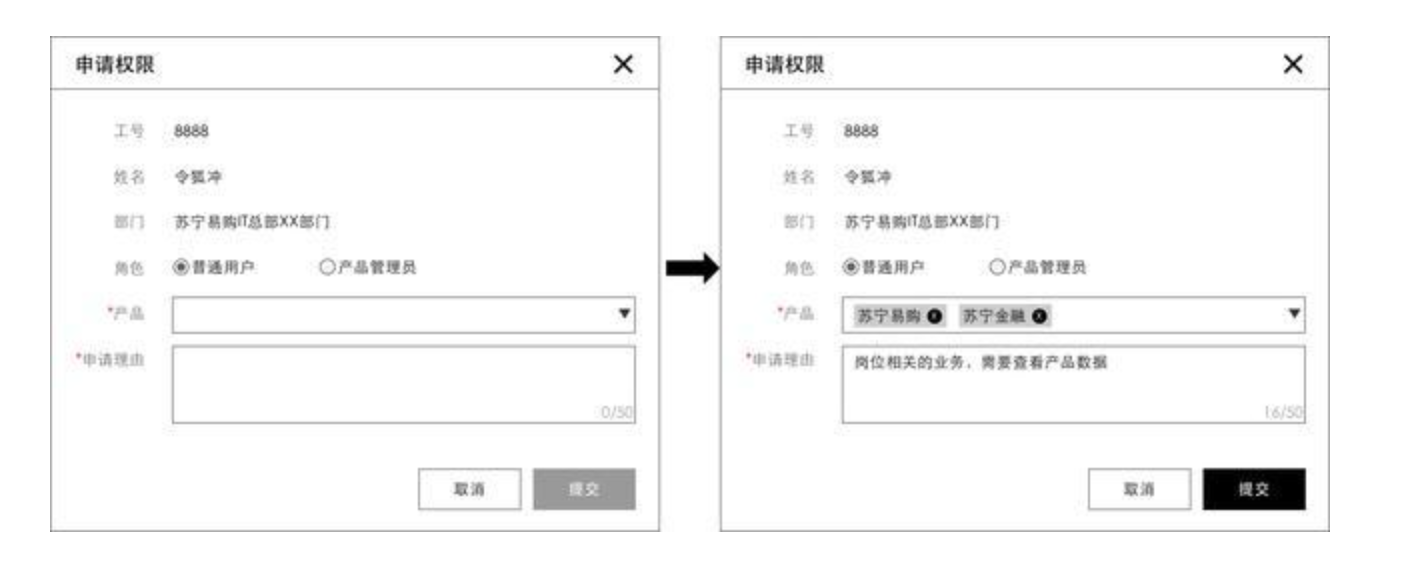 申请权限
工号 8888
姓名 令狐冲
部门 苏宁易购IT总部XX部门
角色 普通用户 产品管理员
*产品
*申请理由
0/50
取消 提交
申请权限
工号 8888
姓名 令狐冲
部门 苏宁易购IT总部XX部门
角色 普通用户 产品管理员
*产品 苏宁易购 苏宁金融
*申请理由 岗位相关的业务，需要查看产品数据
16/50
取消 提交